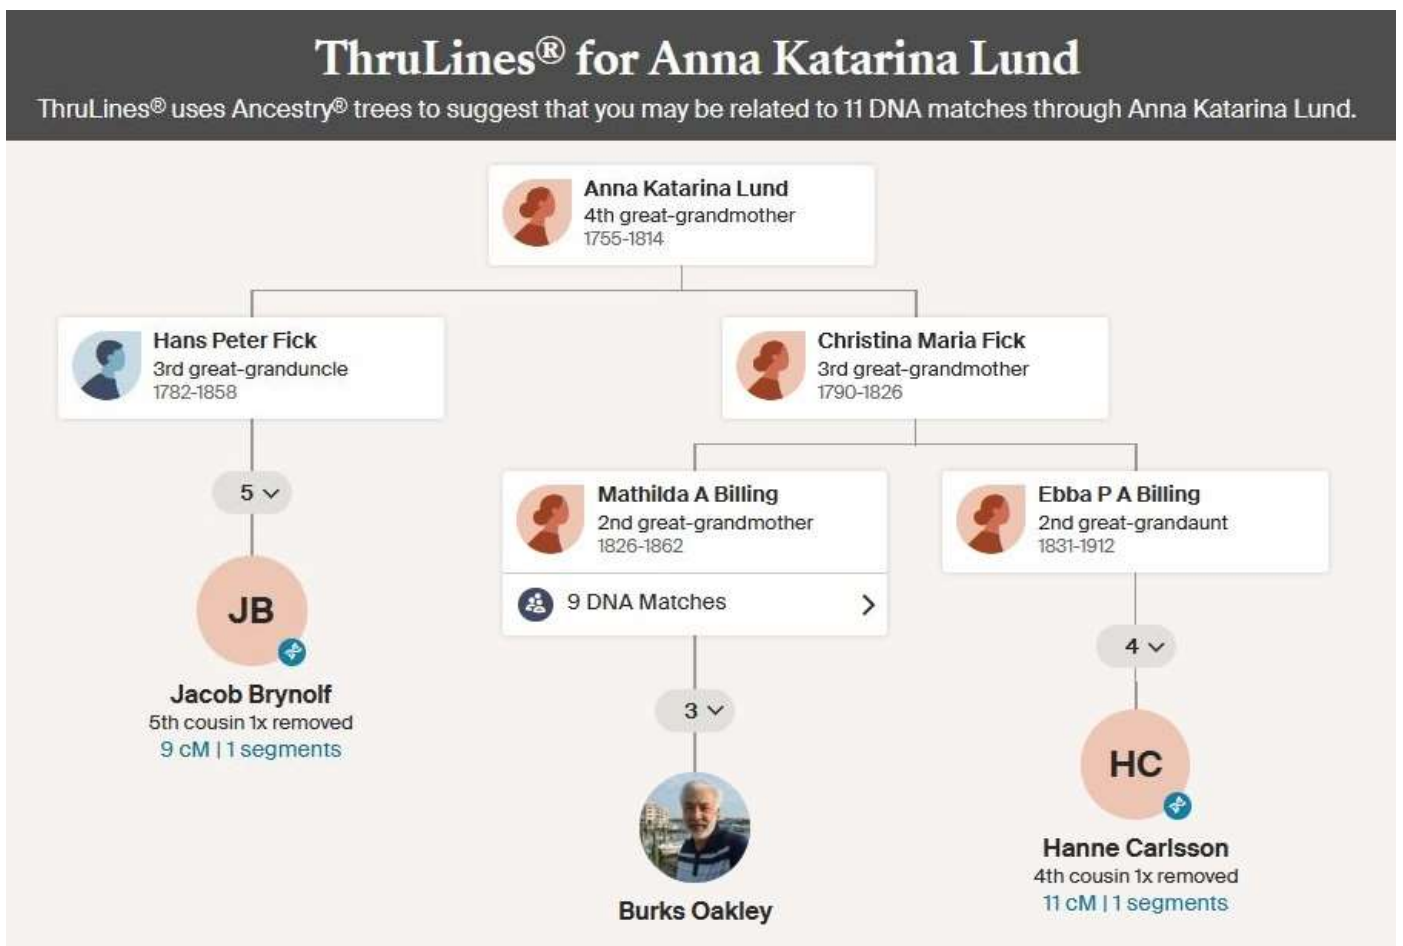 ThruLines® for Anna Katarina Lund
ThruLines® uses Ancestry® trees to suggest that you may be related to 11 DNA matches through Anna Katarina Lund.
Anna Katarina Lund
4th great-grandmother
1755-1814
Hans Peter Fick
3rd great-granduncle
1782-1858
Christina Maria Fick
3rd great-grandmother
1790-1826
5
Mathilda A Billing
2nd great-grandmother
1826-1862
9 DNA Matches
Ebba P A Billing
2nd great-grandaunt
1831-1912
JB
Jacob Brynolf
5th cousin 1x removed
9 cM | 1 segments
4
3
HC
Hanne Carlsson
4th cousin 1x removed
11 cM | 1 segments
Burks Oakley